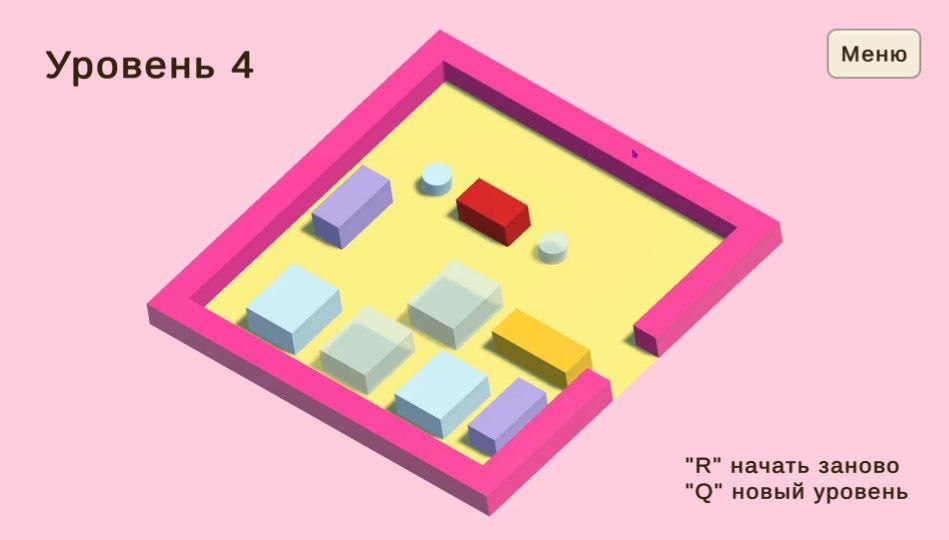 Уровень 4
Меню
"R" начать заново
"Q" новый уровень